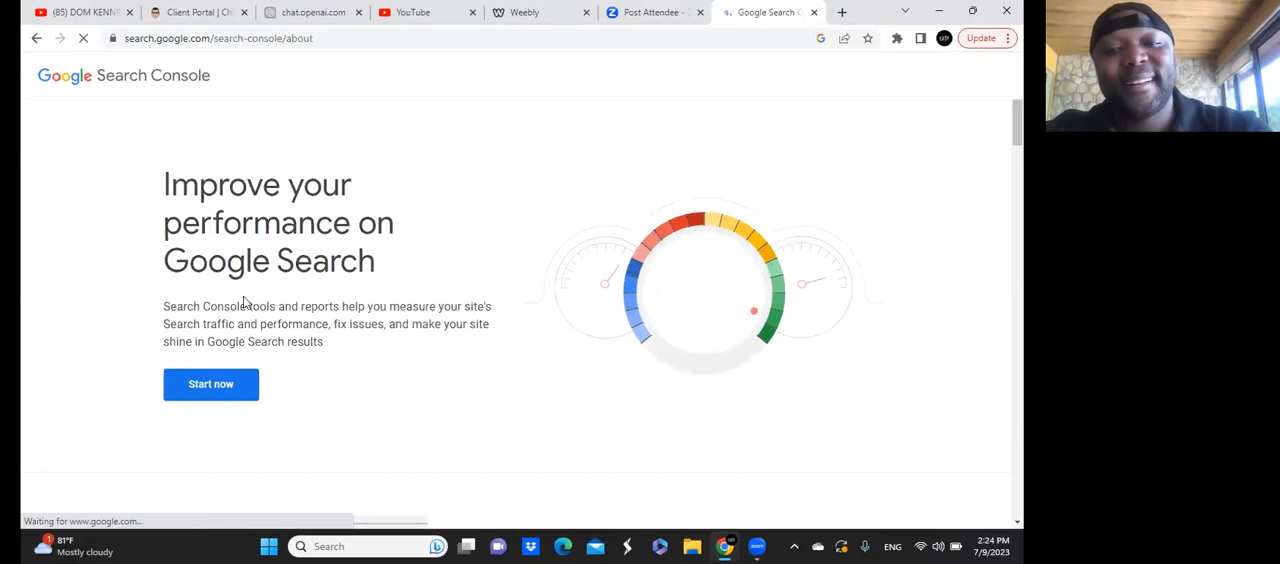 (85) DOM KENN
Client Portal | Ch
chat.openai.com
YouTube
Weebly
Post Attendee -
Google Search C
search.google.com/search-console/about
Update
Google Search Console
Improve your
performance on
Google Search
Search Console tools and reports help you measure your site's
Search traffic and performance, fix issues, and make your site
shine in Google Search results
Start now
Waiting for www.google.com...
1
81°F
Mostly cloudy
Search
zoom
ENG
2:24 PM
7/9/2023